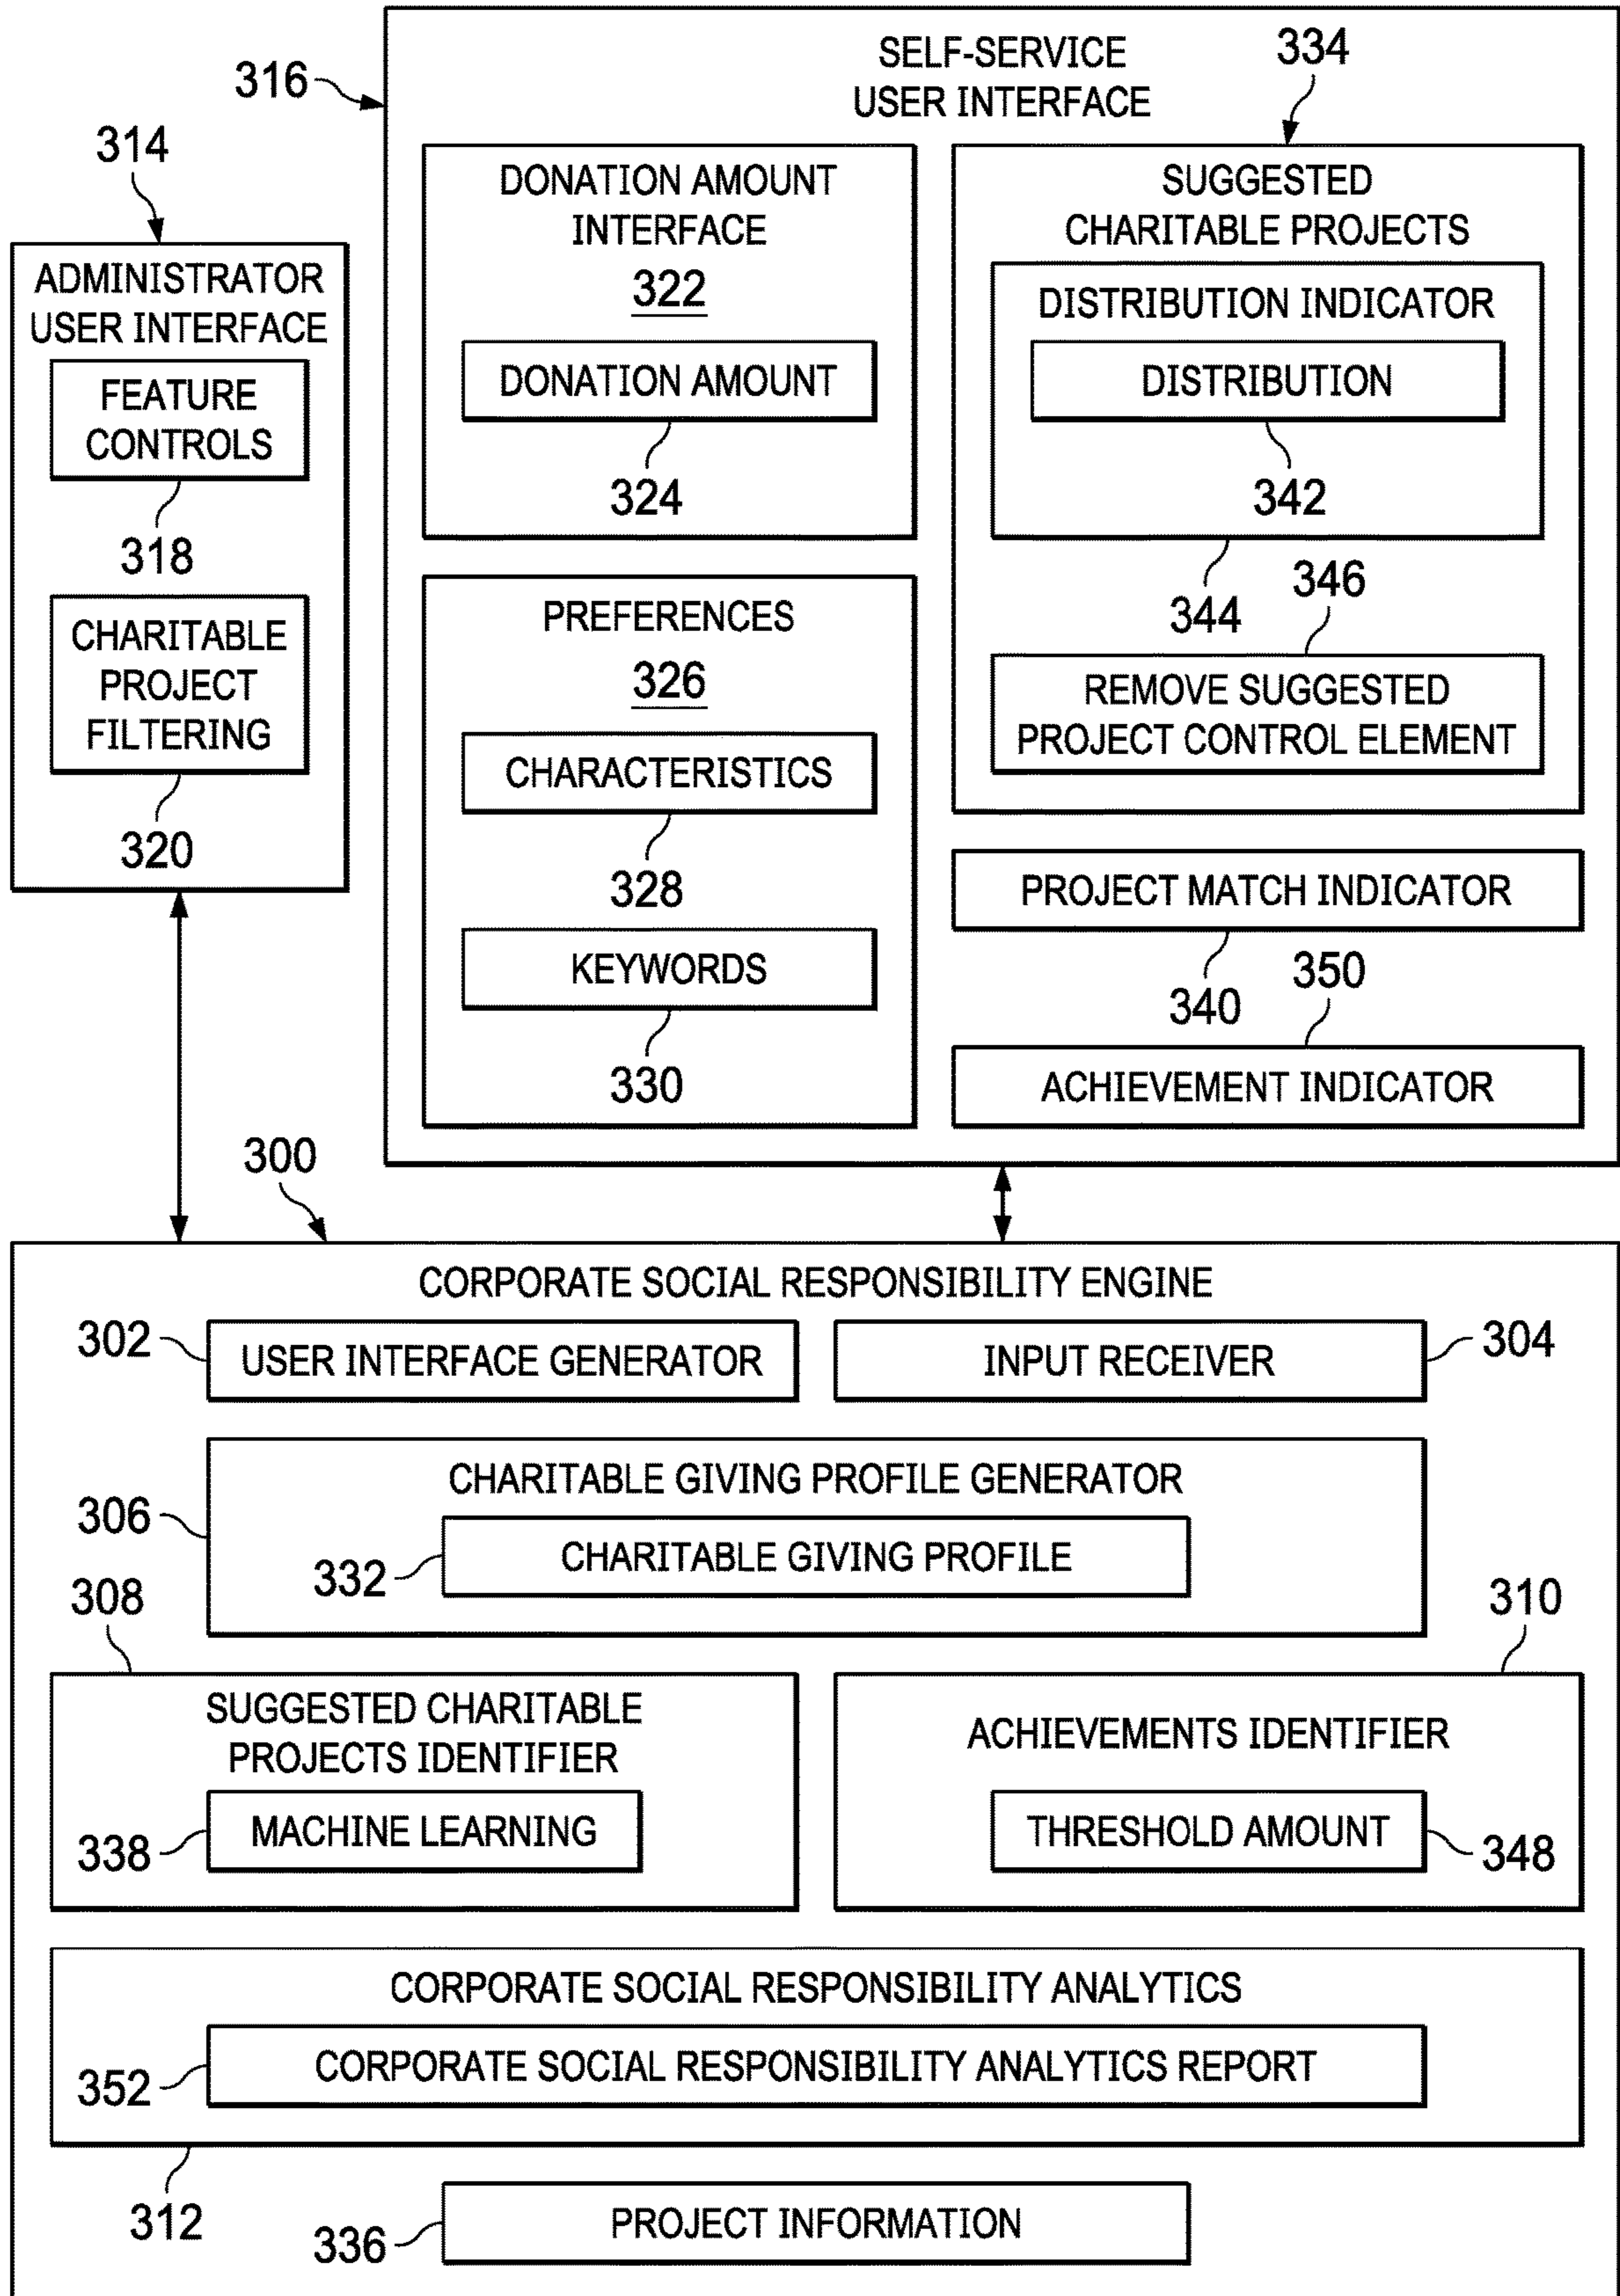 316
SELF-SERVICE
USER INTERFACE
334
314
ADMINISTRATOR
USER INTERFACE
FEATURE
CONTROLS
318
CHARITABLE
PROJECT
FILTERING
320
DONATION AMOUNT
INTERFACE
322
DONATION AMOUNT
324
PREFERENCES
326
CHARACTERISTICS
328
KEYWORDS
330
SUGGESTED
CHARITABLE PROJECTS
DISTRIBUTION INDICATOR
DISTRIBUTION
342
344
346
REMOVE SUGGESTED
PROJECT CONTROL ELEMENT
PROJECT MATCH INDICATOR
340
350
ACHIEVEMENT INDICATOR
300
CORPORATE SOCIAL RESPONSIBILITY ENGINE
302
USER INTERFACE GENERATOR
INPUT RECEIVER
304
306
CHARITABLE GIVING PROFILE GENERATOR
332
CHARITABLE GIVING PROFILE
308
310
SUGGESTED CHARITABLE
PROJECTS IDENTIFIER
338
MACHINE LEARNING
ACHIEVEMENTS IDENTIFIER
THRESHOLD AMOUNT
348
CORPORATE SOCIAL RESPONSIBILITY ANALYTICS
352
CORPORATE SOCIAL RESPONSIBILITY ANALYTICS REPORT
312
336
PROJECT INFORMATION